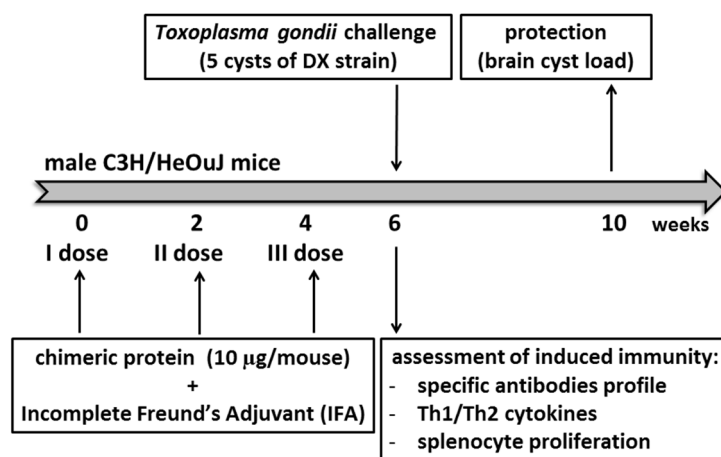 Toxoplasma gondii challenge
(5 cysts of DX strain)
protection
(brain cyst load)
male C3H/HeOuJ mice
0 2 4 6 10 weeks
I dose II dose III dose
chimeric protein (10 µg/mouse)
+
Incomplete Freund's Adjuvant (IFA)
assessment of induced immunity:
- specific antibodies profile
- Th1/Th2 cytokines
- splenocyte proliferation